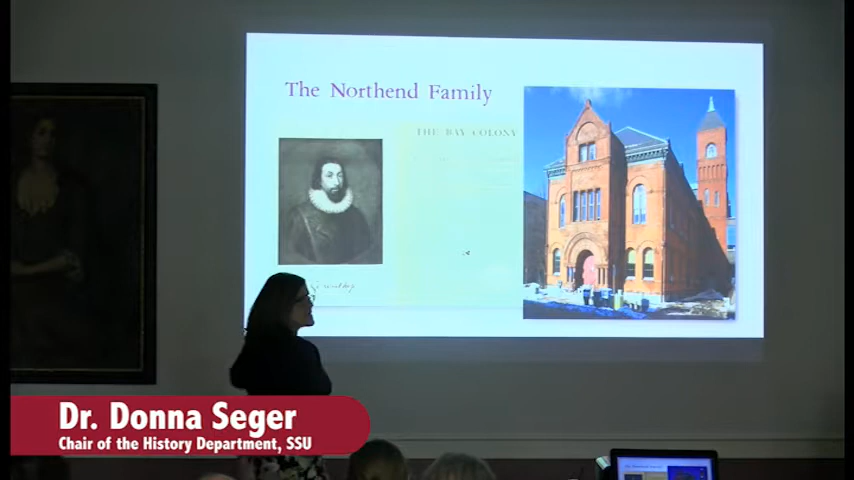 The Northend Family
THE BAY COLONY
Dr. Donna Seger
Chair of the History Department, SSU